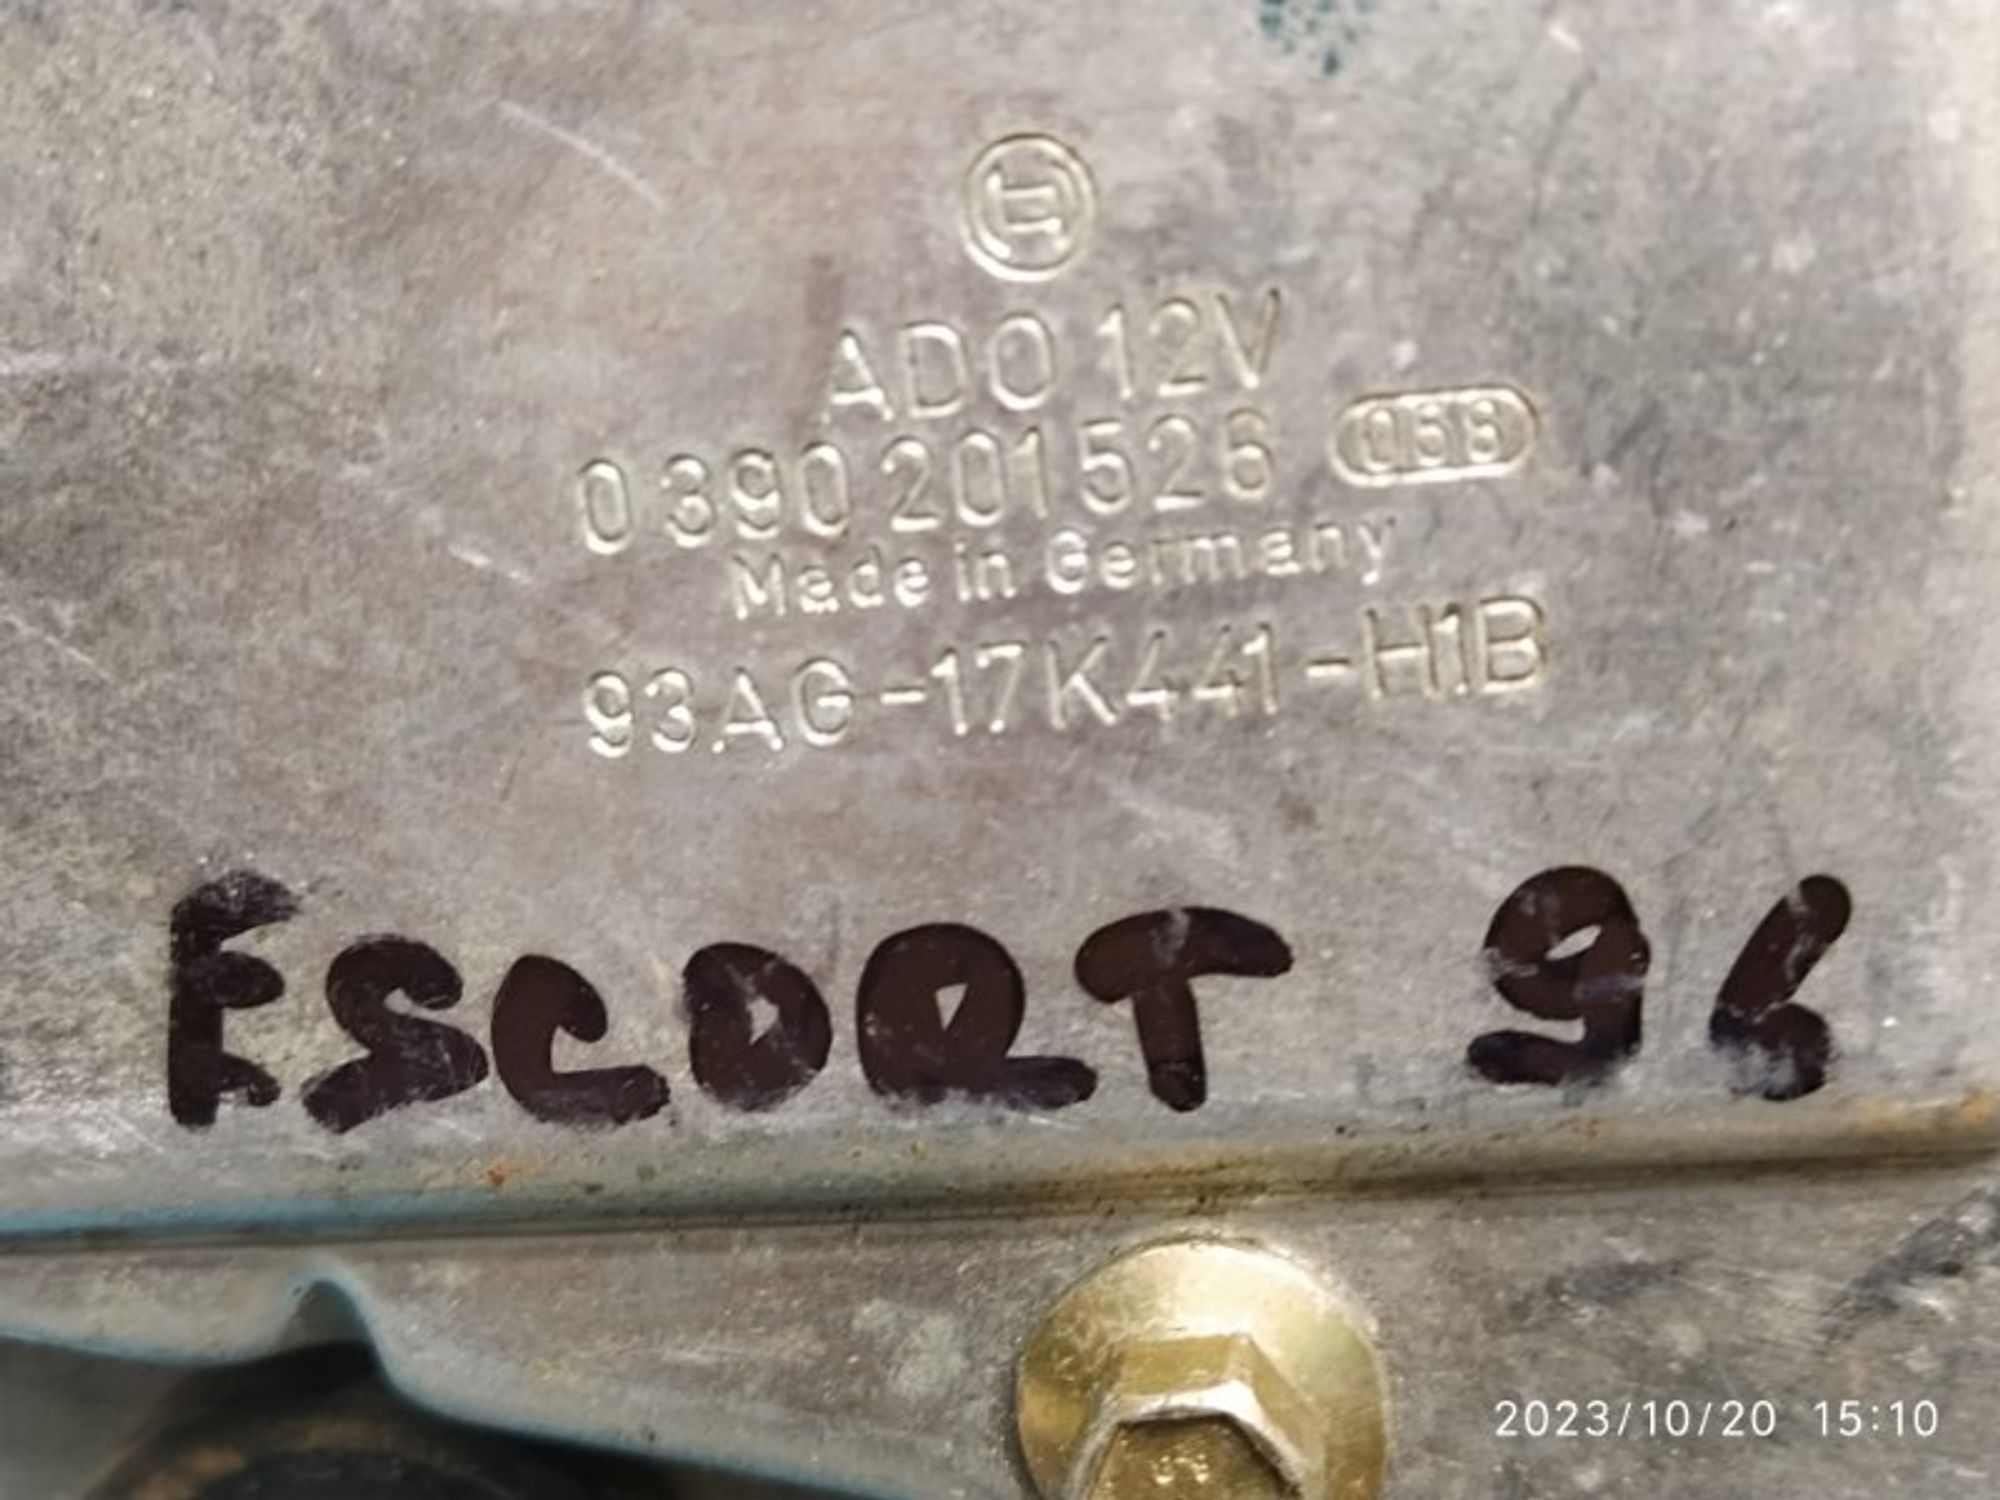 ADO 12V
0 390 201 526 058
Made in Germany
93AG-17K441-H1B
ESCORT 96
2023/10/20 15:10